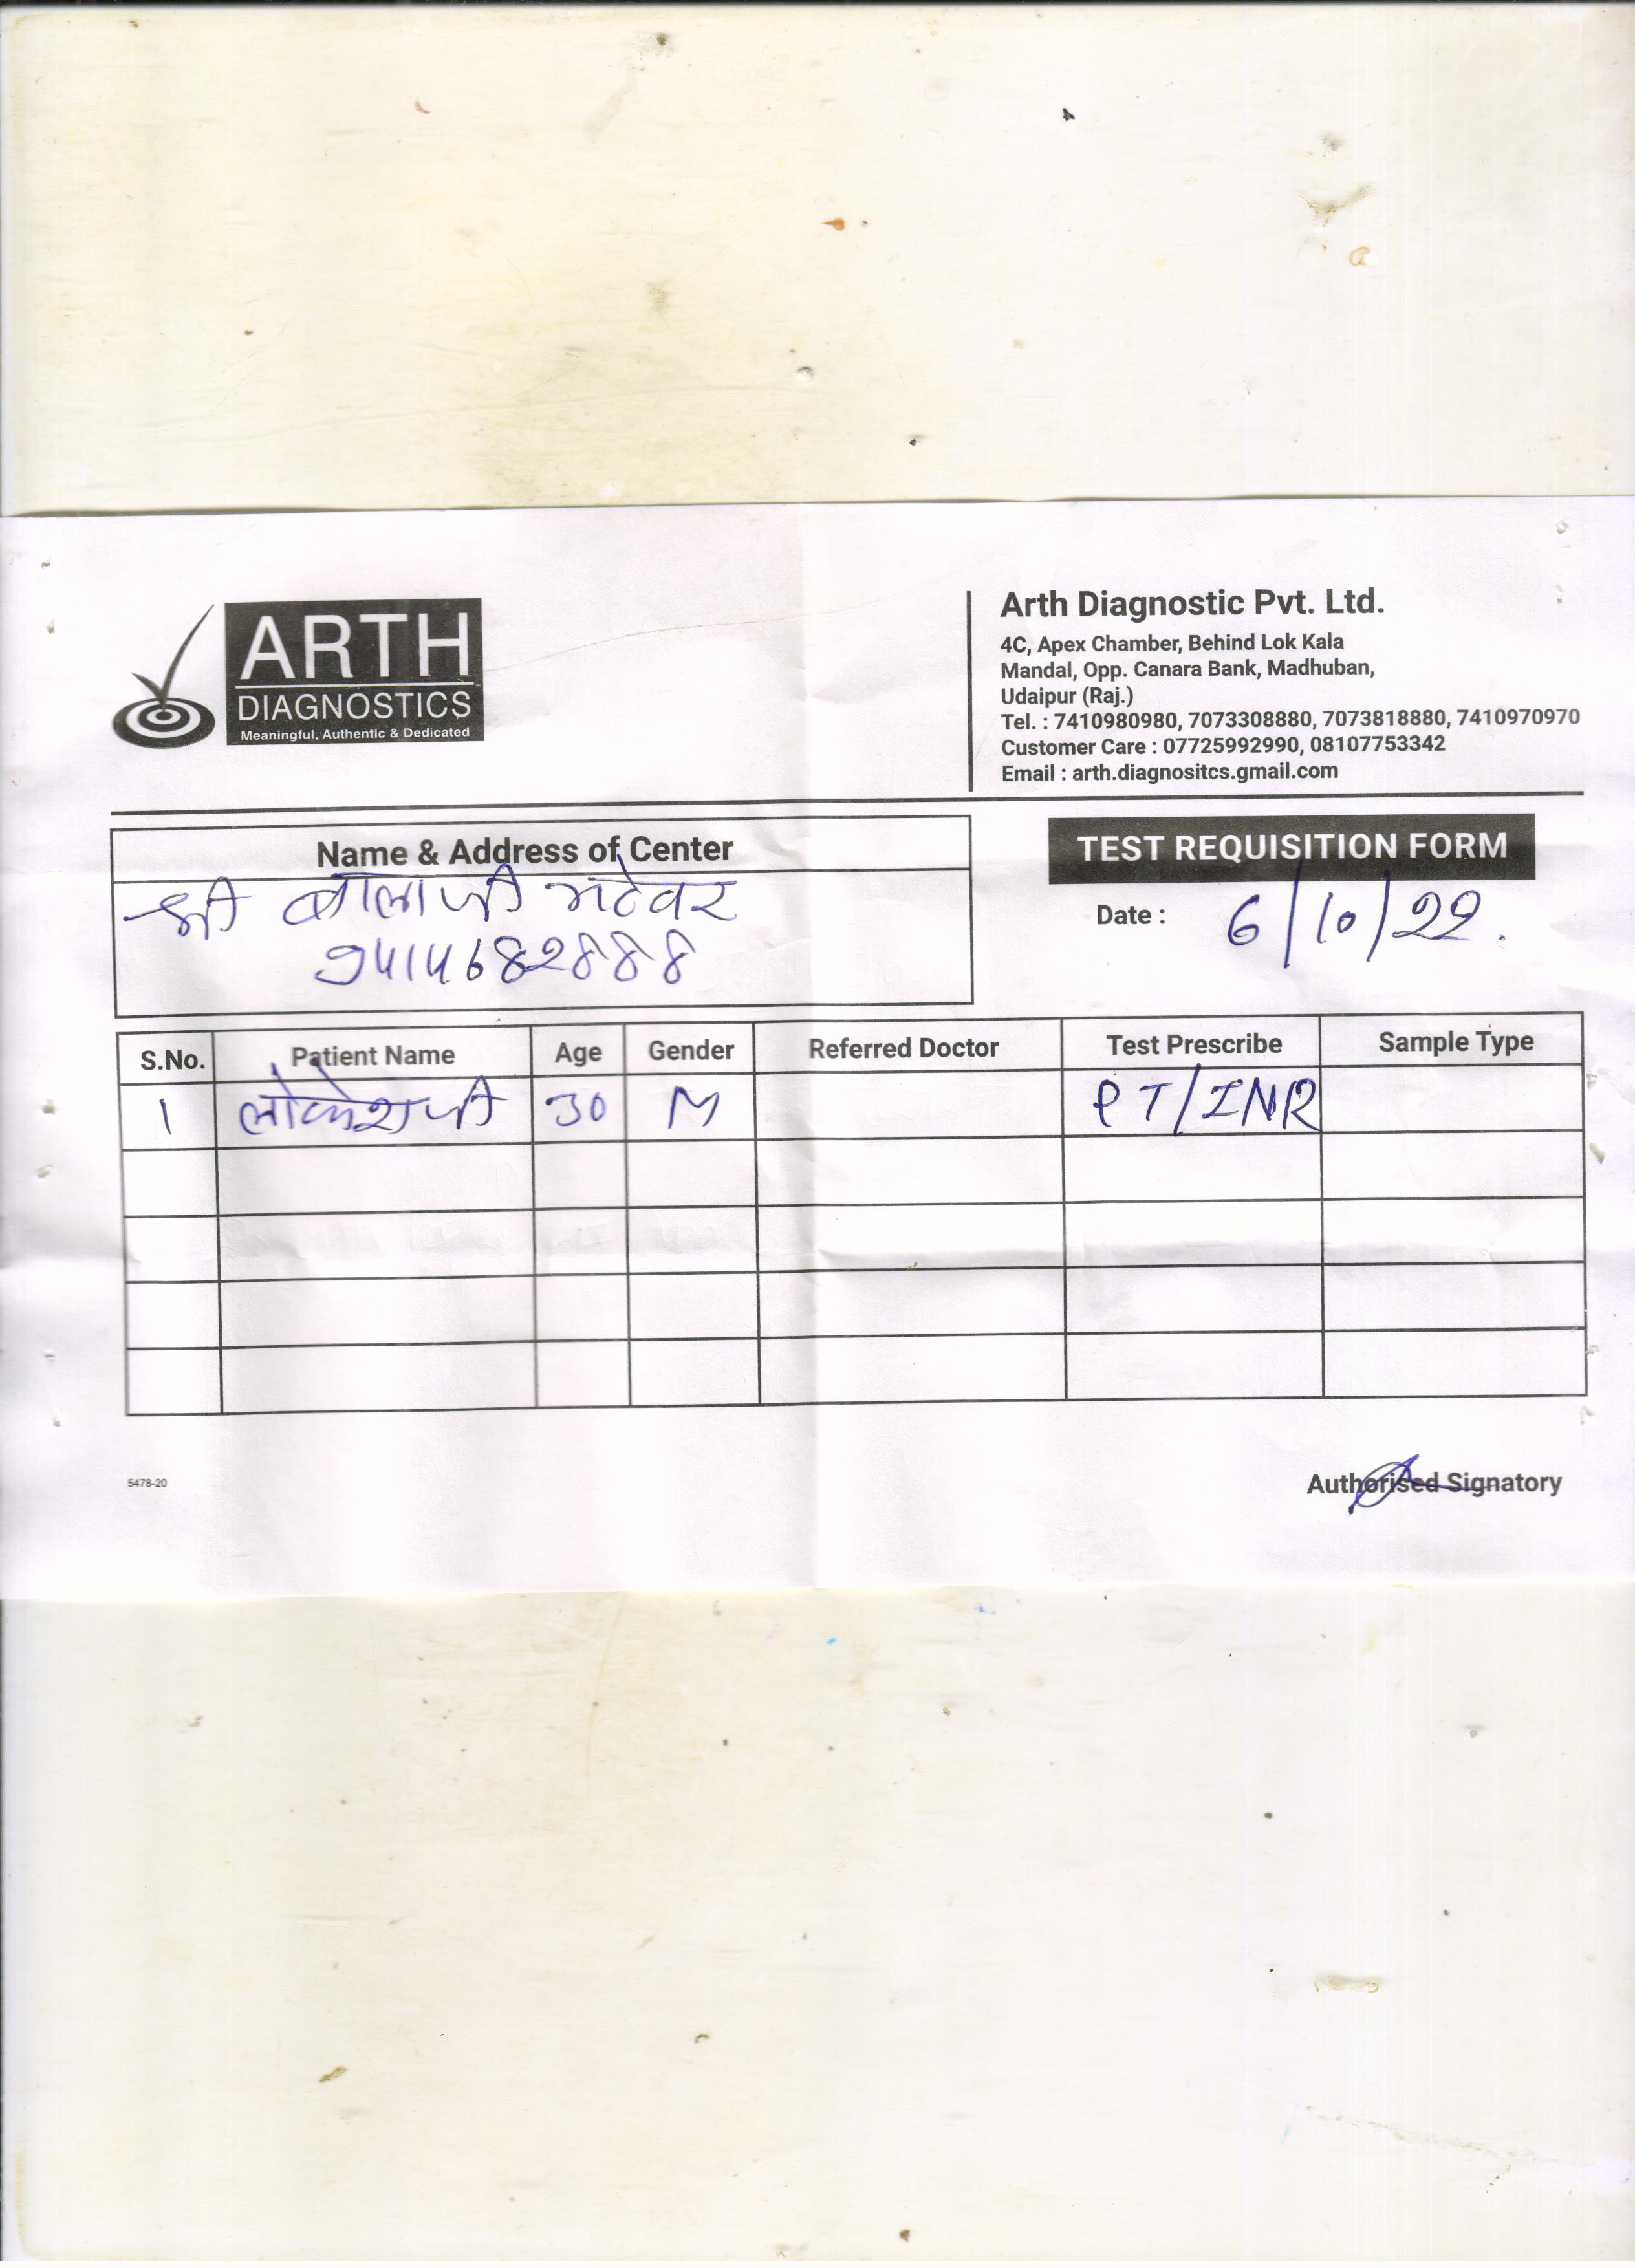 ARTH
DIAGNOSTICS
Meaningful, Authentic & Dedicated
Arth Diagnostic Pvt. Ltd.
4C, Apex Chamber, Behind Lok Kala
Mandal, Opp. Canara Bank, Madhuban,
Udaipur (Raj.)
Tel. : 7410980980, 7073308880, 7073818880, 7410970970
Customer Care : 07725992990, 08107753342
Email : arth.diagnositcs.gmail.com
Name & Address of Center
श्री बालाजी भटेवर
9414682888
TEST REQUISITION FORM
Date : 6/10/22.
S.No. Patient Name Age Gender Referred Doctor Test Prescribe Sample Type
1 लोकेश जी 30 M PT/INR
5478-20
Authorised Signatory